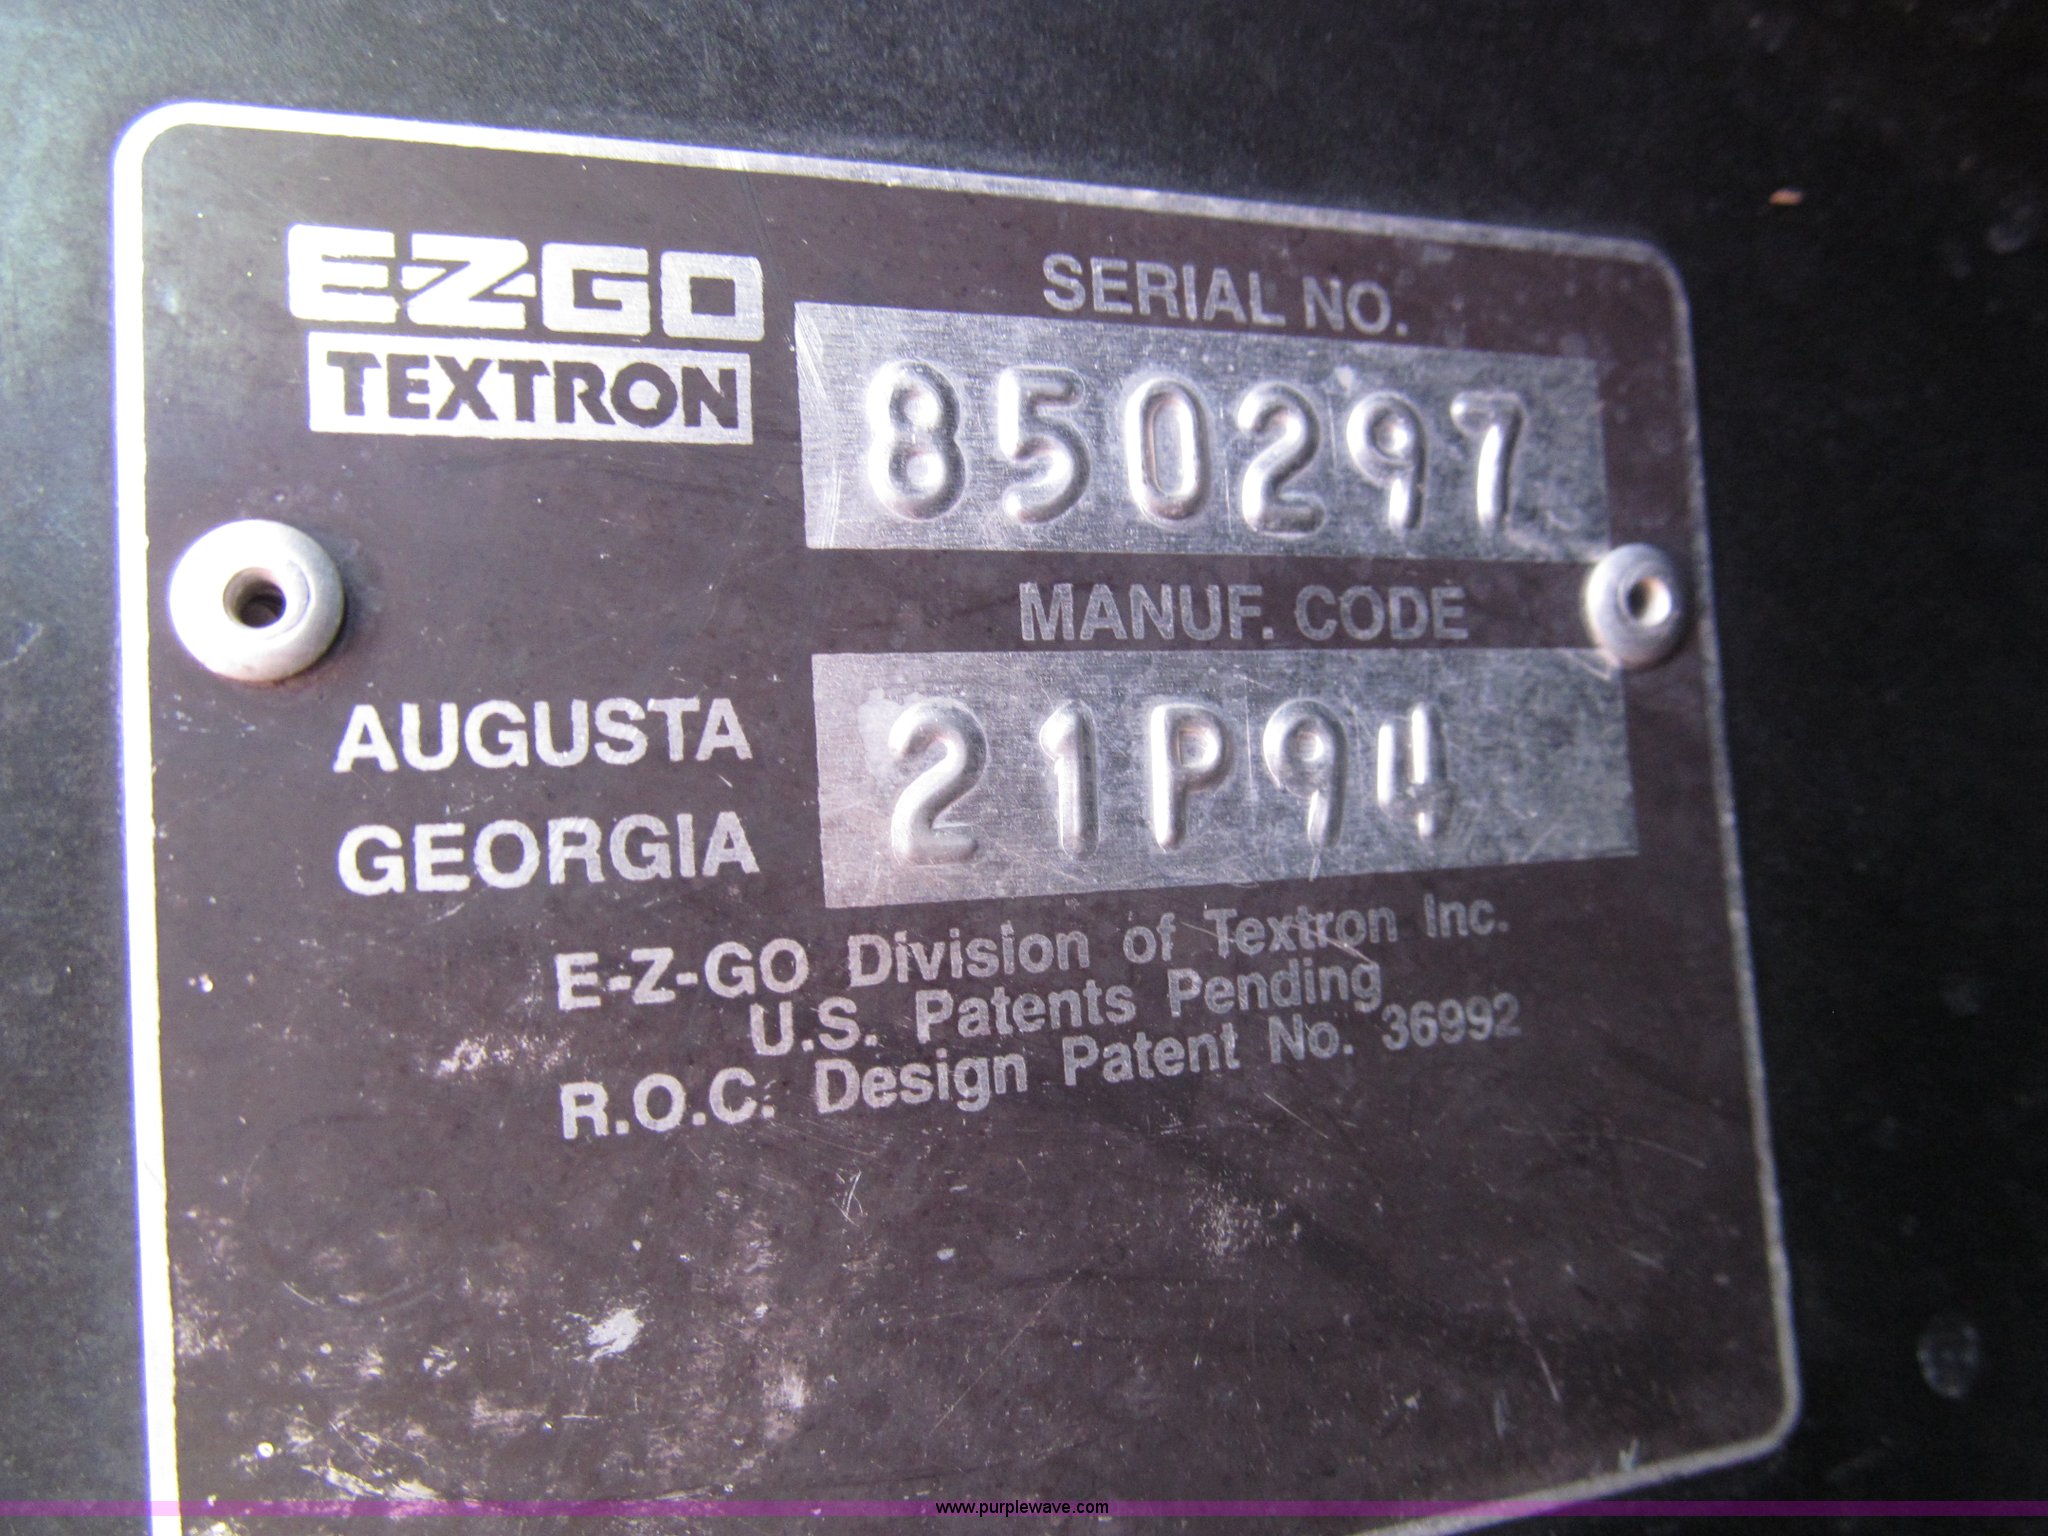 E-Z-GO
TEXTRON
SERIAL NO.
850297
MANUF. CODE
21P94
AUGUSTA
GEORGIA
E-Z-GO Division of Textron Inc.
U.S. Patents Pending
R.O.C. Design Patent No. 36992
www.purplewave.com